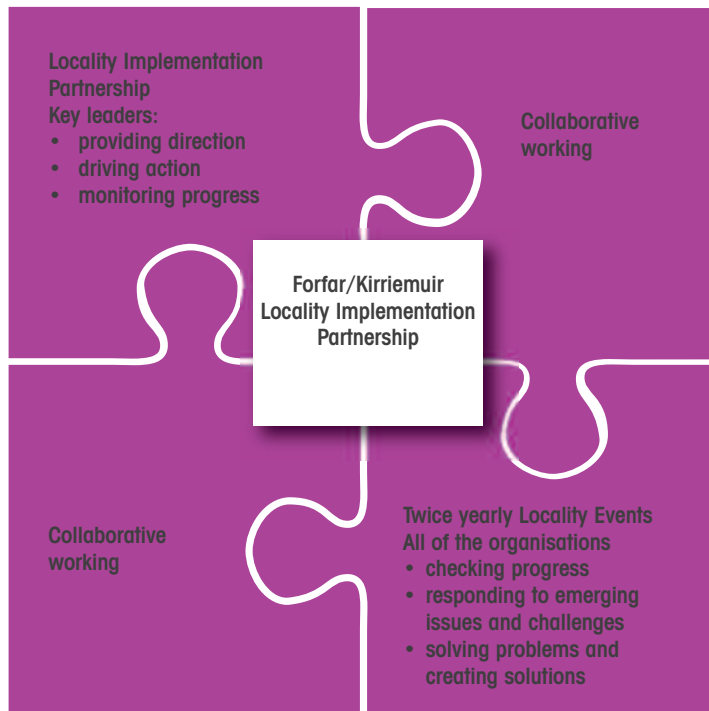 Locality Implementation
Partnership
Key leaders:
• providing direction
• driving action
• monitoring progress
Collaborative
working
Forfar/Kirriemuir
Locality Implementation
Partnership
Collaborative
working
Twice yearly Locality Events
All of the organisations
• checking progress
• responding to emerging
issues and challenges
• solving problems and
creating solutions